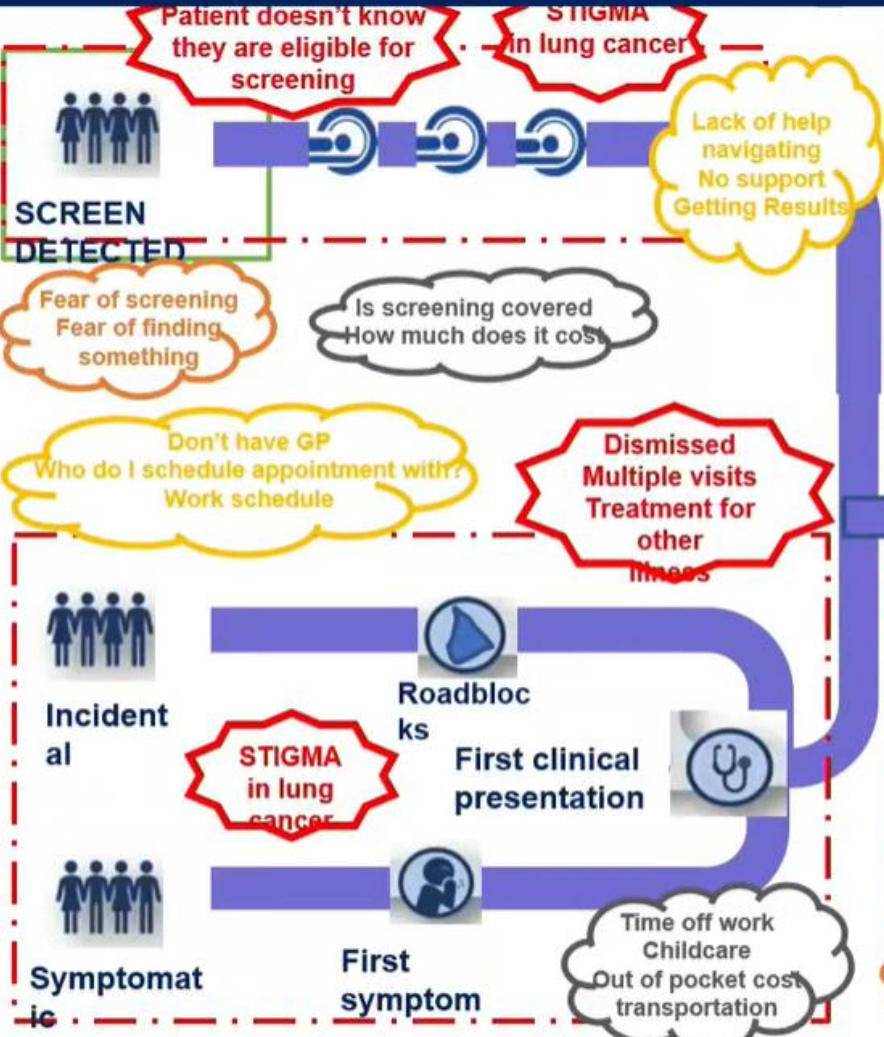 Patient doesn't know
they are eligible for
screening
STIGMA
in lung cancer
Lack of help
navigating
No support
Getting Results
SCREEN
DETECTED
Fear of screening
Fear of finding
something
Is screening covered
How much does it cost
Don't have GP
Who do I schedule appointment with?
Work schedule
Dismissed
Multiple visits
Treatment for
other
illness
Incident
al
Roadbloc
ks
STIGMA
in lung
cancer
First clinical
presentation
Symptomat
ic
First
symptom
Time off work
Childcare
Out of pocket cost
transportation